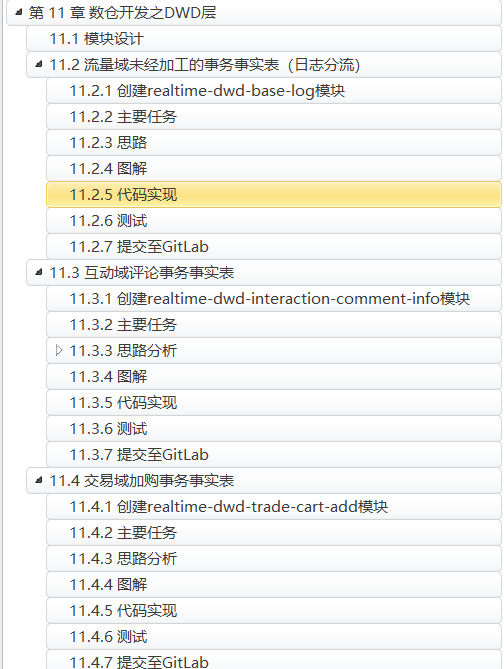 第 11 章 数仓开发之DWD层
11.1 模块设计
11.2 流量域未经加工的事务事实表（日志分流）
11.2.1 创建realtime-dwd-base-log模块
11.2.2 主要任务
11.2.3 思路
11.2.4 图解
11.2.5 代码实现
11.2.6 测试
11.2.7 提交至GitLab
11.3 互动域评论事务事实表
11.3.1 创建realtime-dwd-interaction-comment-info模块
11.3.2 主要任务
11.3.3 思路分析
11.3.4 图解
11.3.5 代码实现
11.3.6 测试
11.3.7 提交至GitLab
11.4 交易域加购事务事实表
11.4.1 创建realtime-dwd-trade-cart-add模块
11.4.2 主要任务
11.4.3 思路分析
11.4.4 图解
11.4.5 代码实现
11.4.6 测试
11.4.7 提交至GitLab